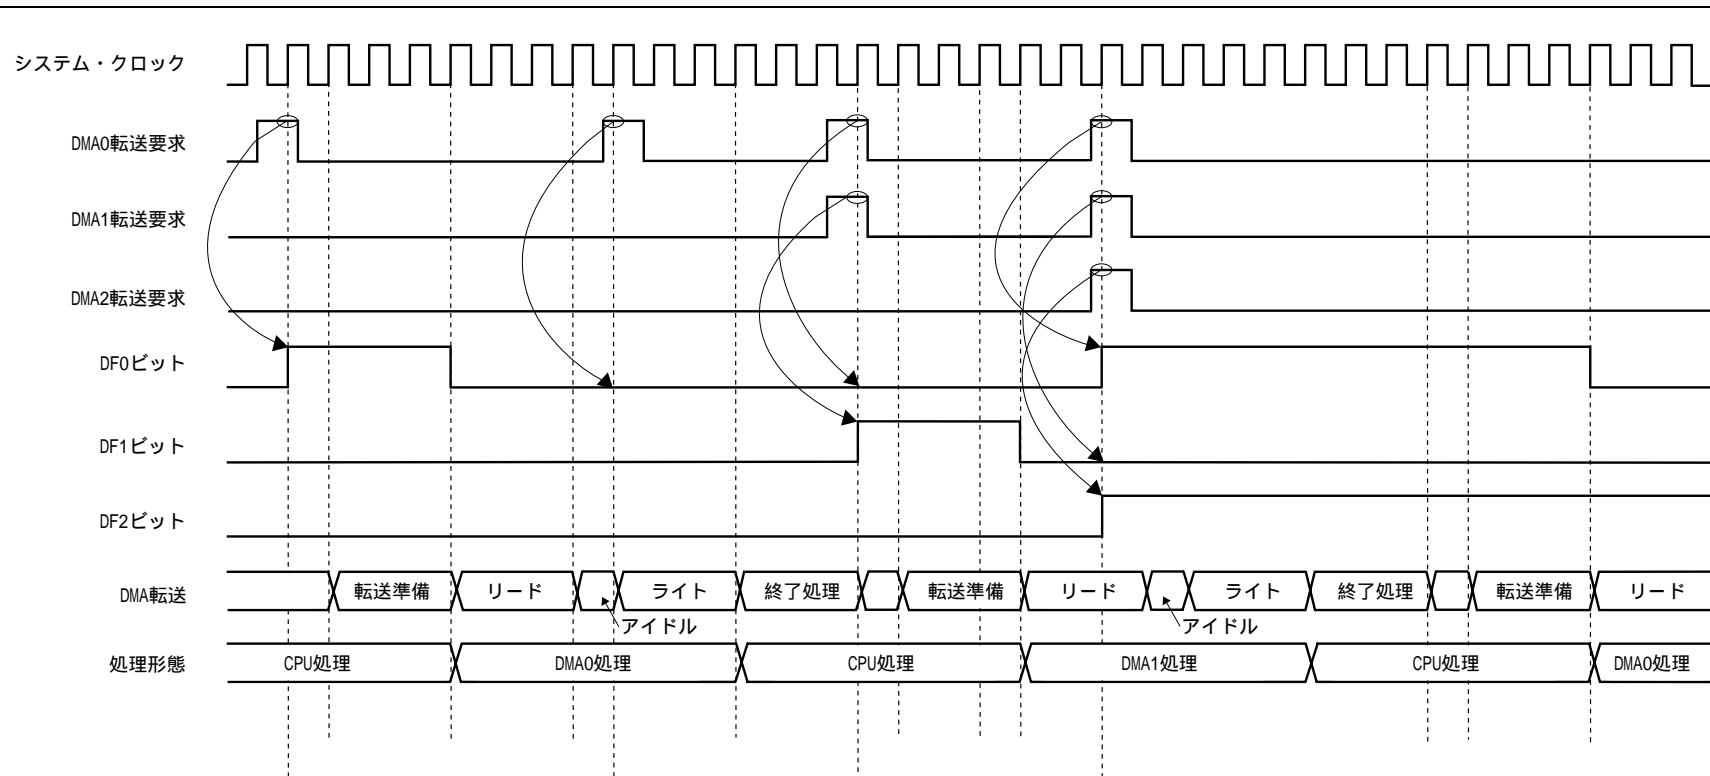 システム・クロック
DMA0転送要求
DMA1転送要求
DMA2転送要求
DF0ビット
DF1ビット
DF2ビット
DMA転送 転送準備 リード ライト 終了処理 転送準備 リード ライト 終了処理 転送準備 リード
アイドル アイドル
処理形態 CPU処理 DMA0処理 CPU処理 DMA1処理 CPU処理 DMA0処理